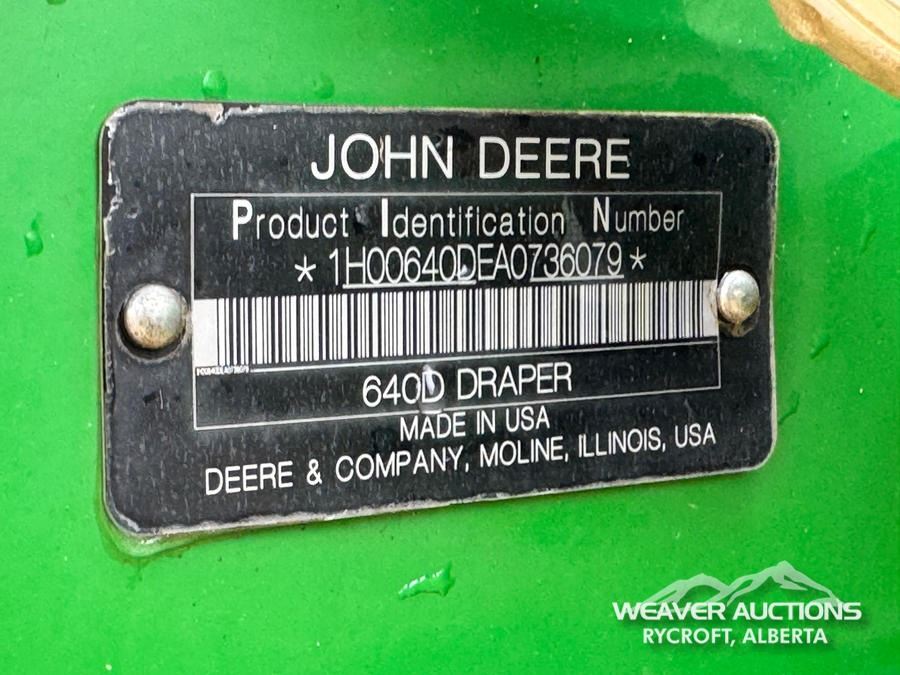 JOHN DEERE
Product Identification Number
*1H00640DEA0736079*
640D DRAPER
MADE IN USA
DEERE & COMPANY, MOLINE, ILLINOIS, USA
WEAVER AUCTIONS
RYCROFT, ALBERTA